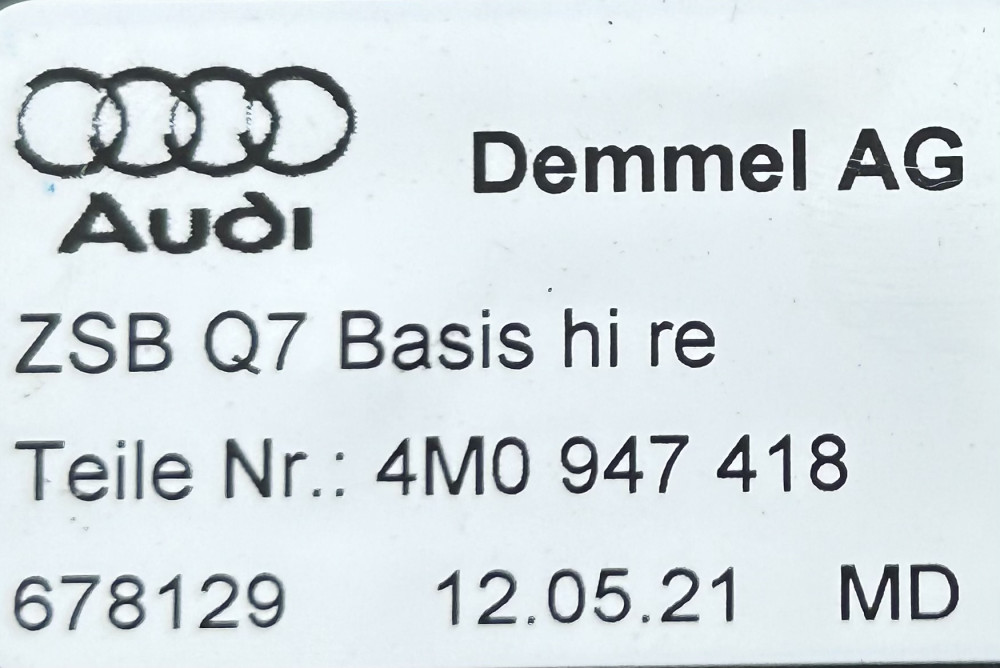 Audi
Demmel AG
ZSB Q7 Basis hi re
Teile Nr.: 4M0 947 418
678129 12.05.21 MD